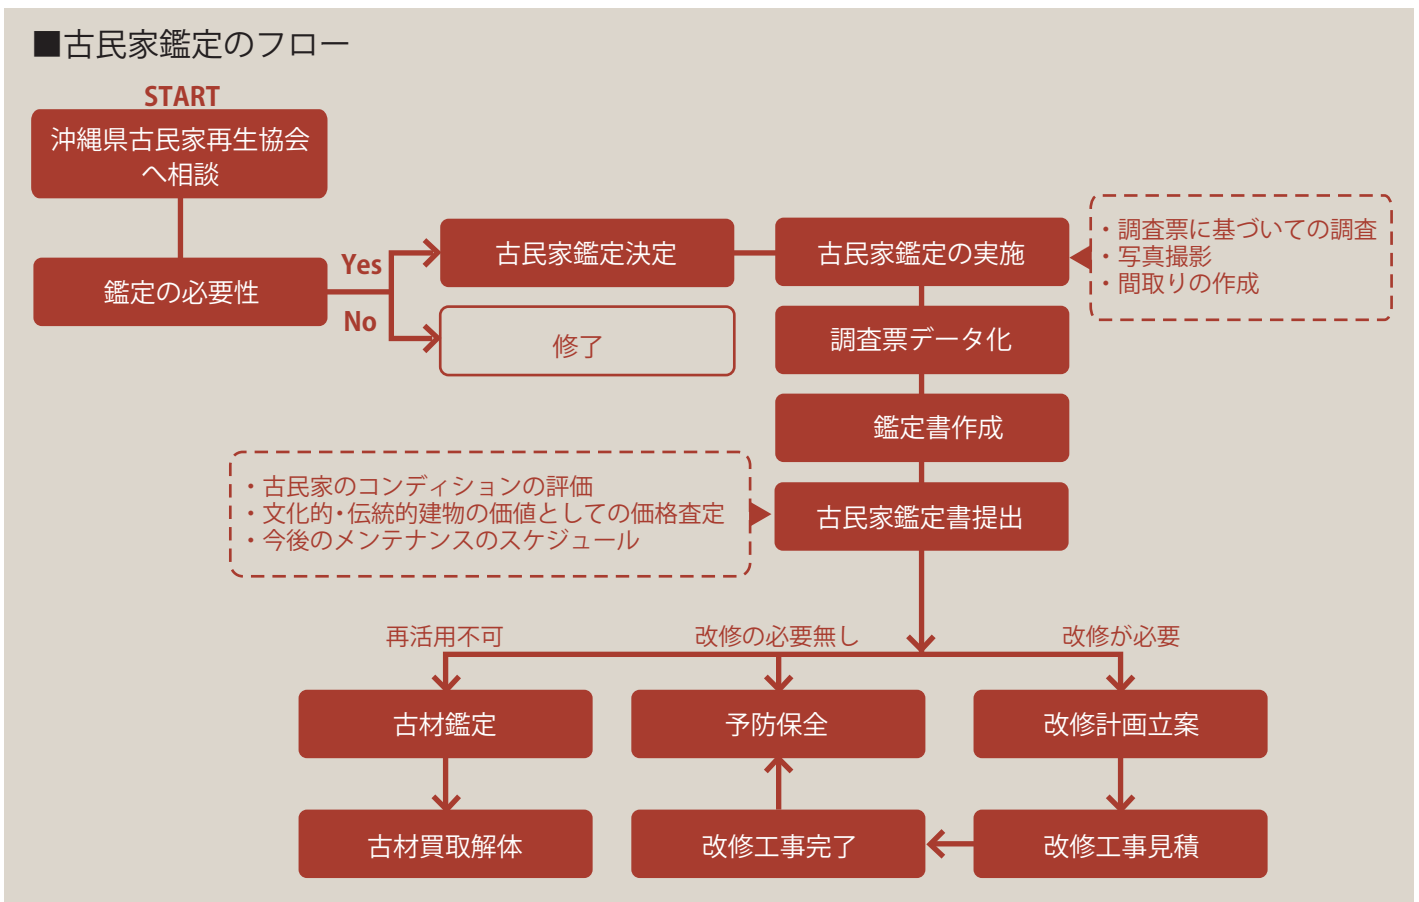 ■古民家鑑定のフロー
START
沖縄県古民家再生協会
へ相談
鑑定の必要性
Yes
No
古民家鑑定決定
修了
古民家鑑定の実施
・調査票に基づいての調査
・写真撮影
・間取りの作成
調査票データ化
鑑定書作成
古民家鑑定書提出
・古民家のコンディションの評価
・文化的・伝統的建物の価値としての価格査定
・今後のメンテナンスのスケジュール
再活用不可
改修の必要無し
改修が必要
古材鑑定
予防保全
改修計画立案
古材買取解体
改修工事完了
改修工事見積